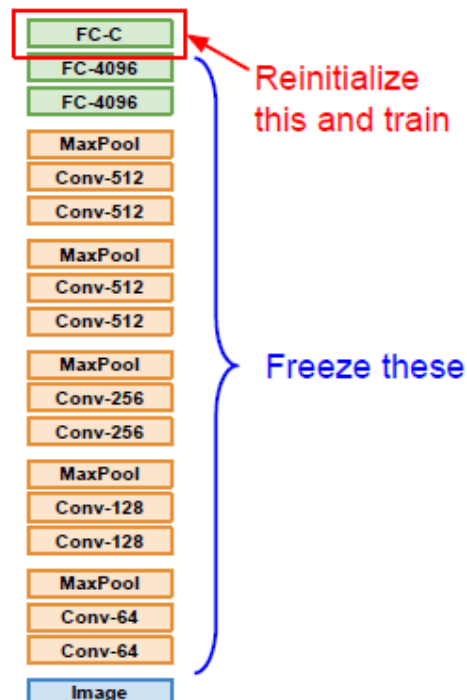 FC-C
FC-4096
FC-4096
Reinitialize
this and train
MaxPool
Conv-512
Conv-512
MaxPool
Conv-512
Conv-512
MaxPool
Conv-256
Conv-256
Freeze these
MaxPool
Conv-128
Conv-128
MaxPool
Conv-64
Conv-64
Image